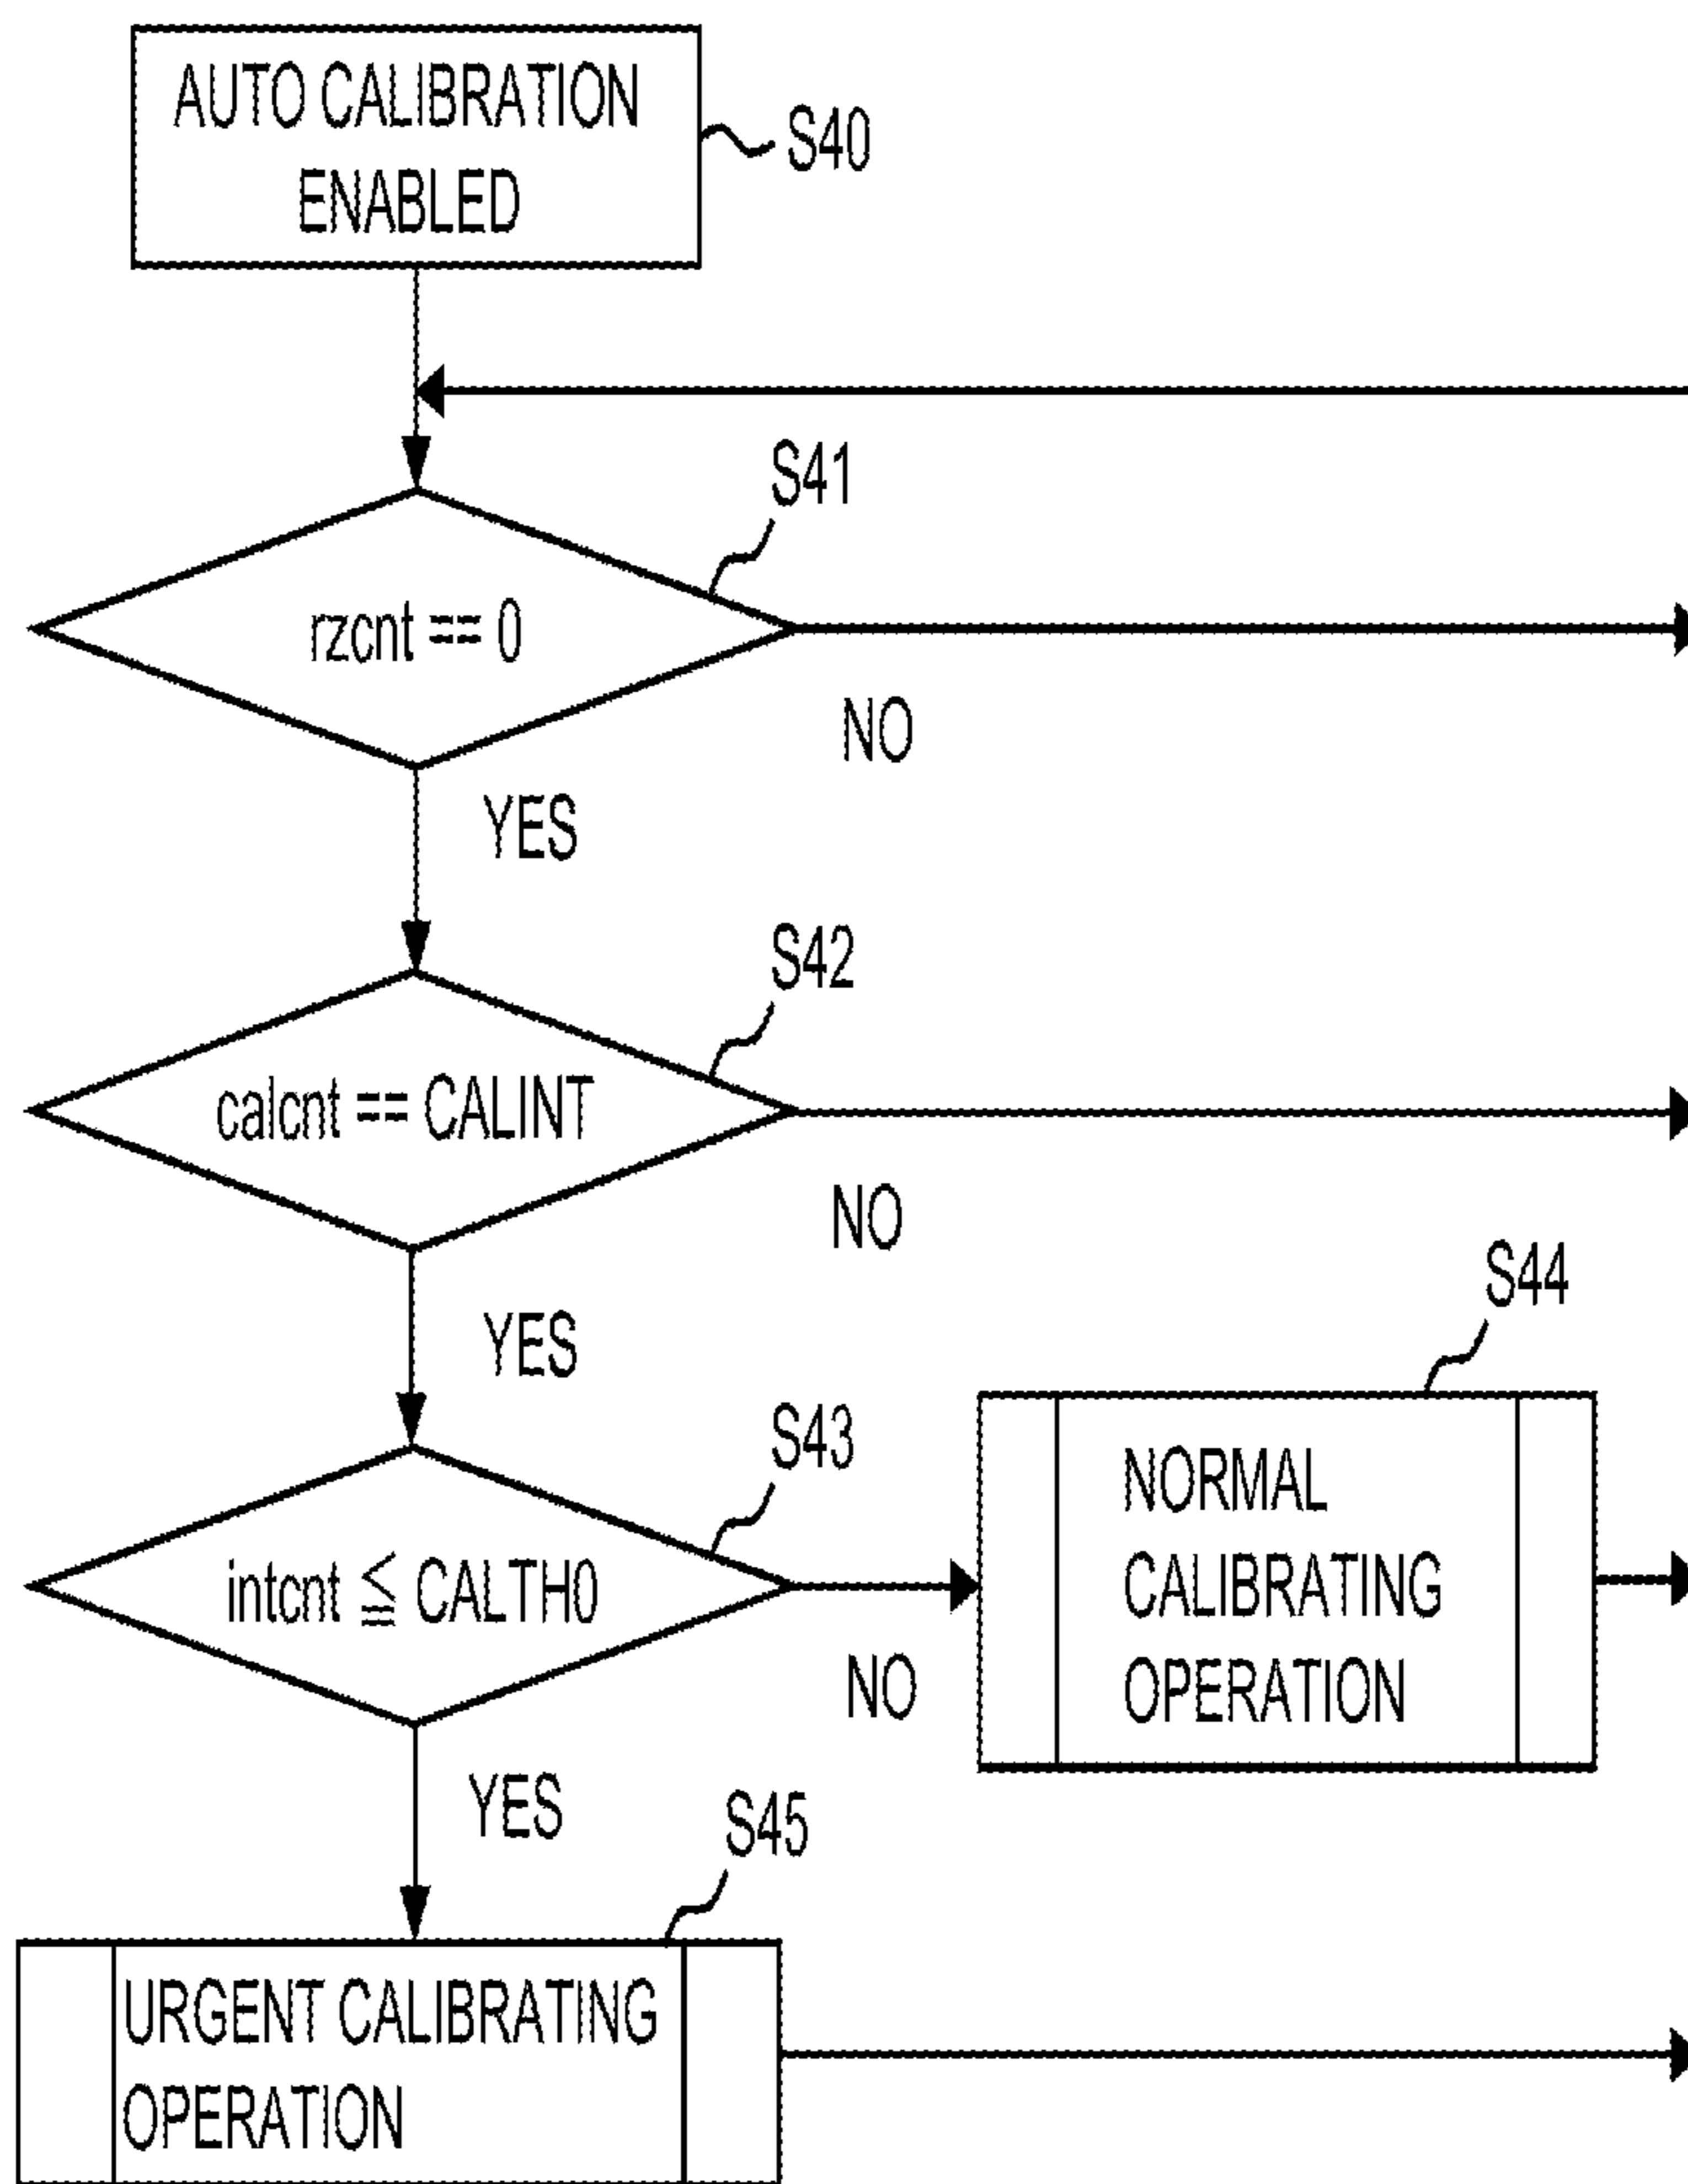 AUTO CALIBRATION
ENABLED
S40
S41
rzcnt == 0
NO
YES
S42
calcnt == CALINT
NO
YES
S44
S43
NORMAL
CALIBRATING
OPERATION
intcnt ≦ CALTH0
NO
YES
S45
URGENT CALIBRATING
OPERATION